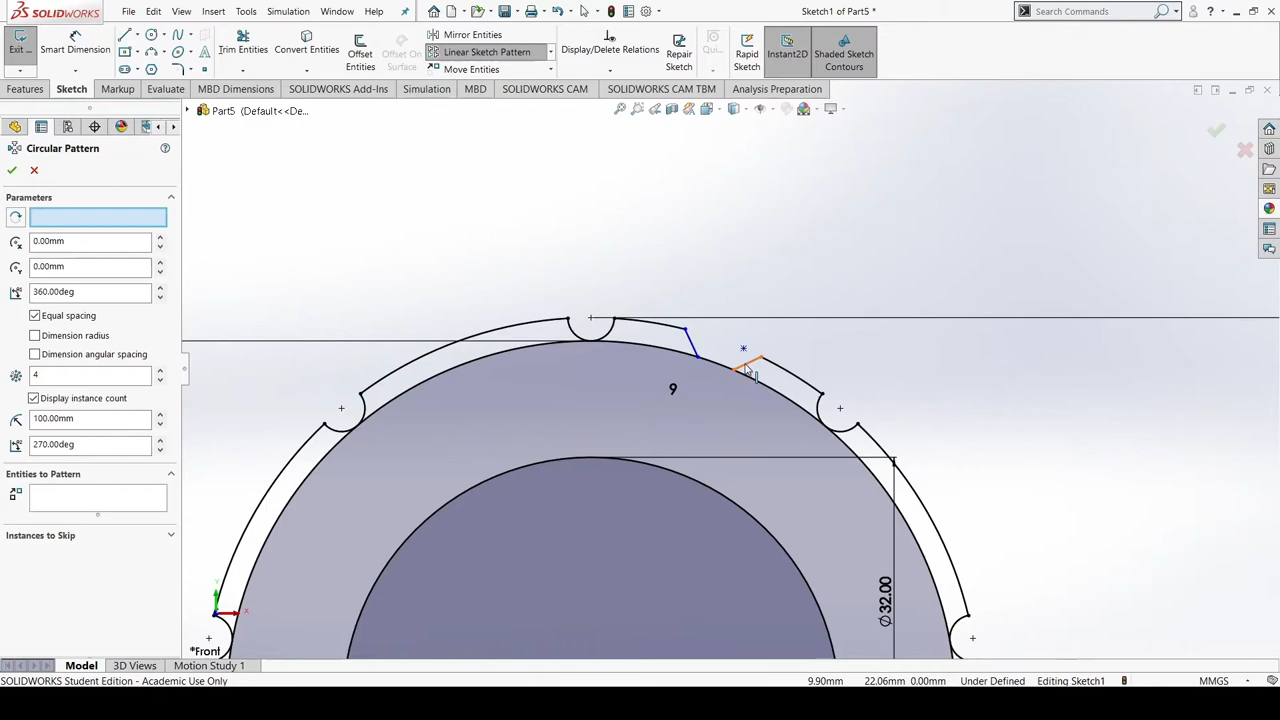 SOLIDWORKS File Edit View Insert Tools Simulation Window Help Sketch1 of Part5 * Search Commands
Exit ... Smart Dimension Trim Entities Convert Entities Offset Entities Offset On Surface Mirror Entities Linear Sketch Pattern Move Entities Display/Delete Relations Repair Sketch Qui... Rapid Sketch Instant2D Shaded Sketch Contours
Features Sketch Markup Evaluate MBD Dimensions SOLIDWORKS Add-Ins Simulation MBD SOLIDWORKS CAM SOLIDWORKS CAM TBM Analysis Preparation
Part5 (Default<<De...
Circular Pattern
Parameters
0.00mm
0.00mm
360.00deg
Equal spacing
Dimension radius
Dimension angular spacing
4
Display instance count
100.00mm
270.00deg
Entities to Pattern
Instances to Skip
9
Ø32.00
Y
X
*Front
Model 3D Views Motion Study 1
SOLIDWORKS Student Edition - Academic Use Only 9.90mm 22.06mm 0.00mm Under Defined Editing Sketch1 MMGS